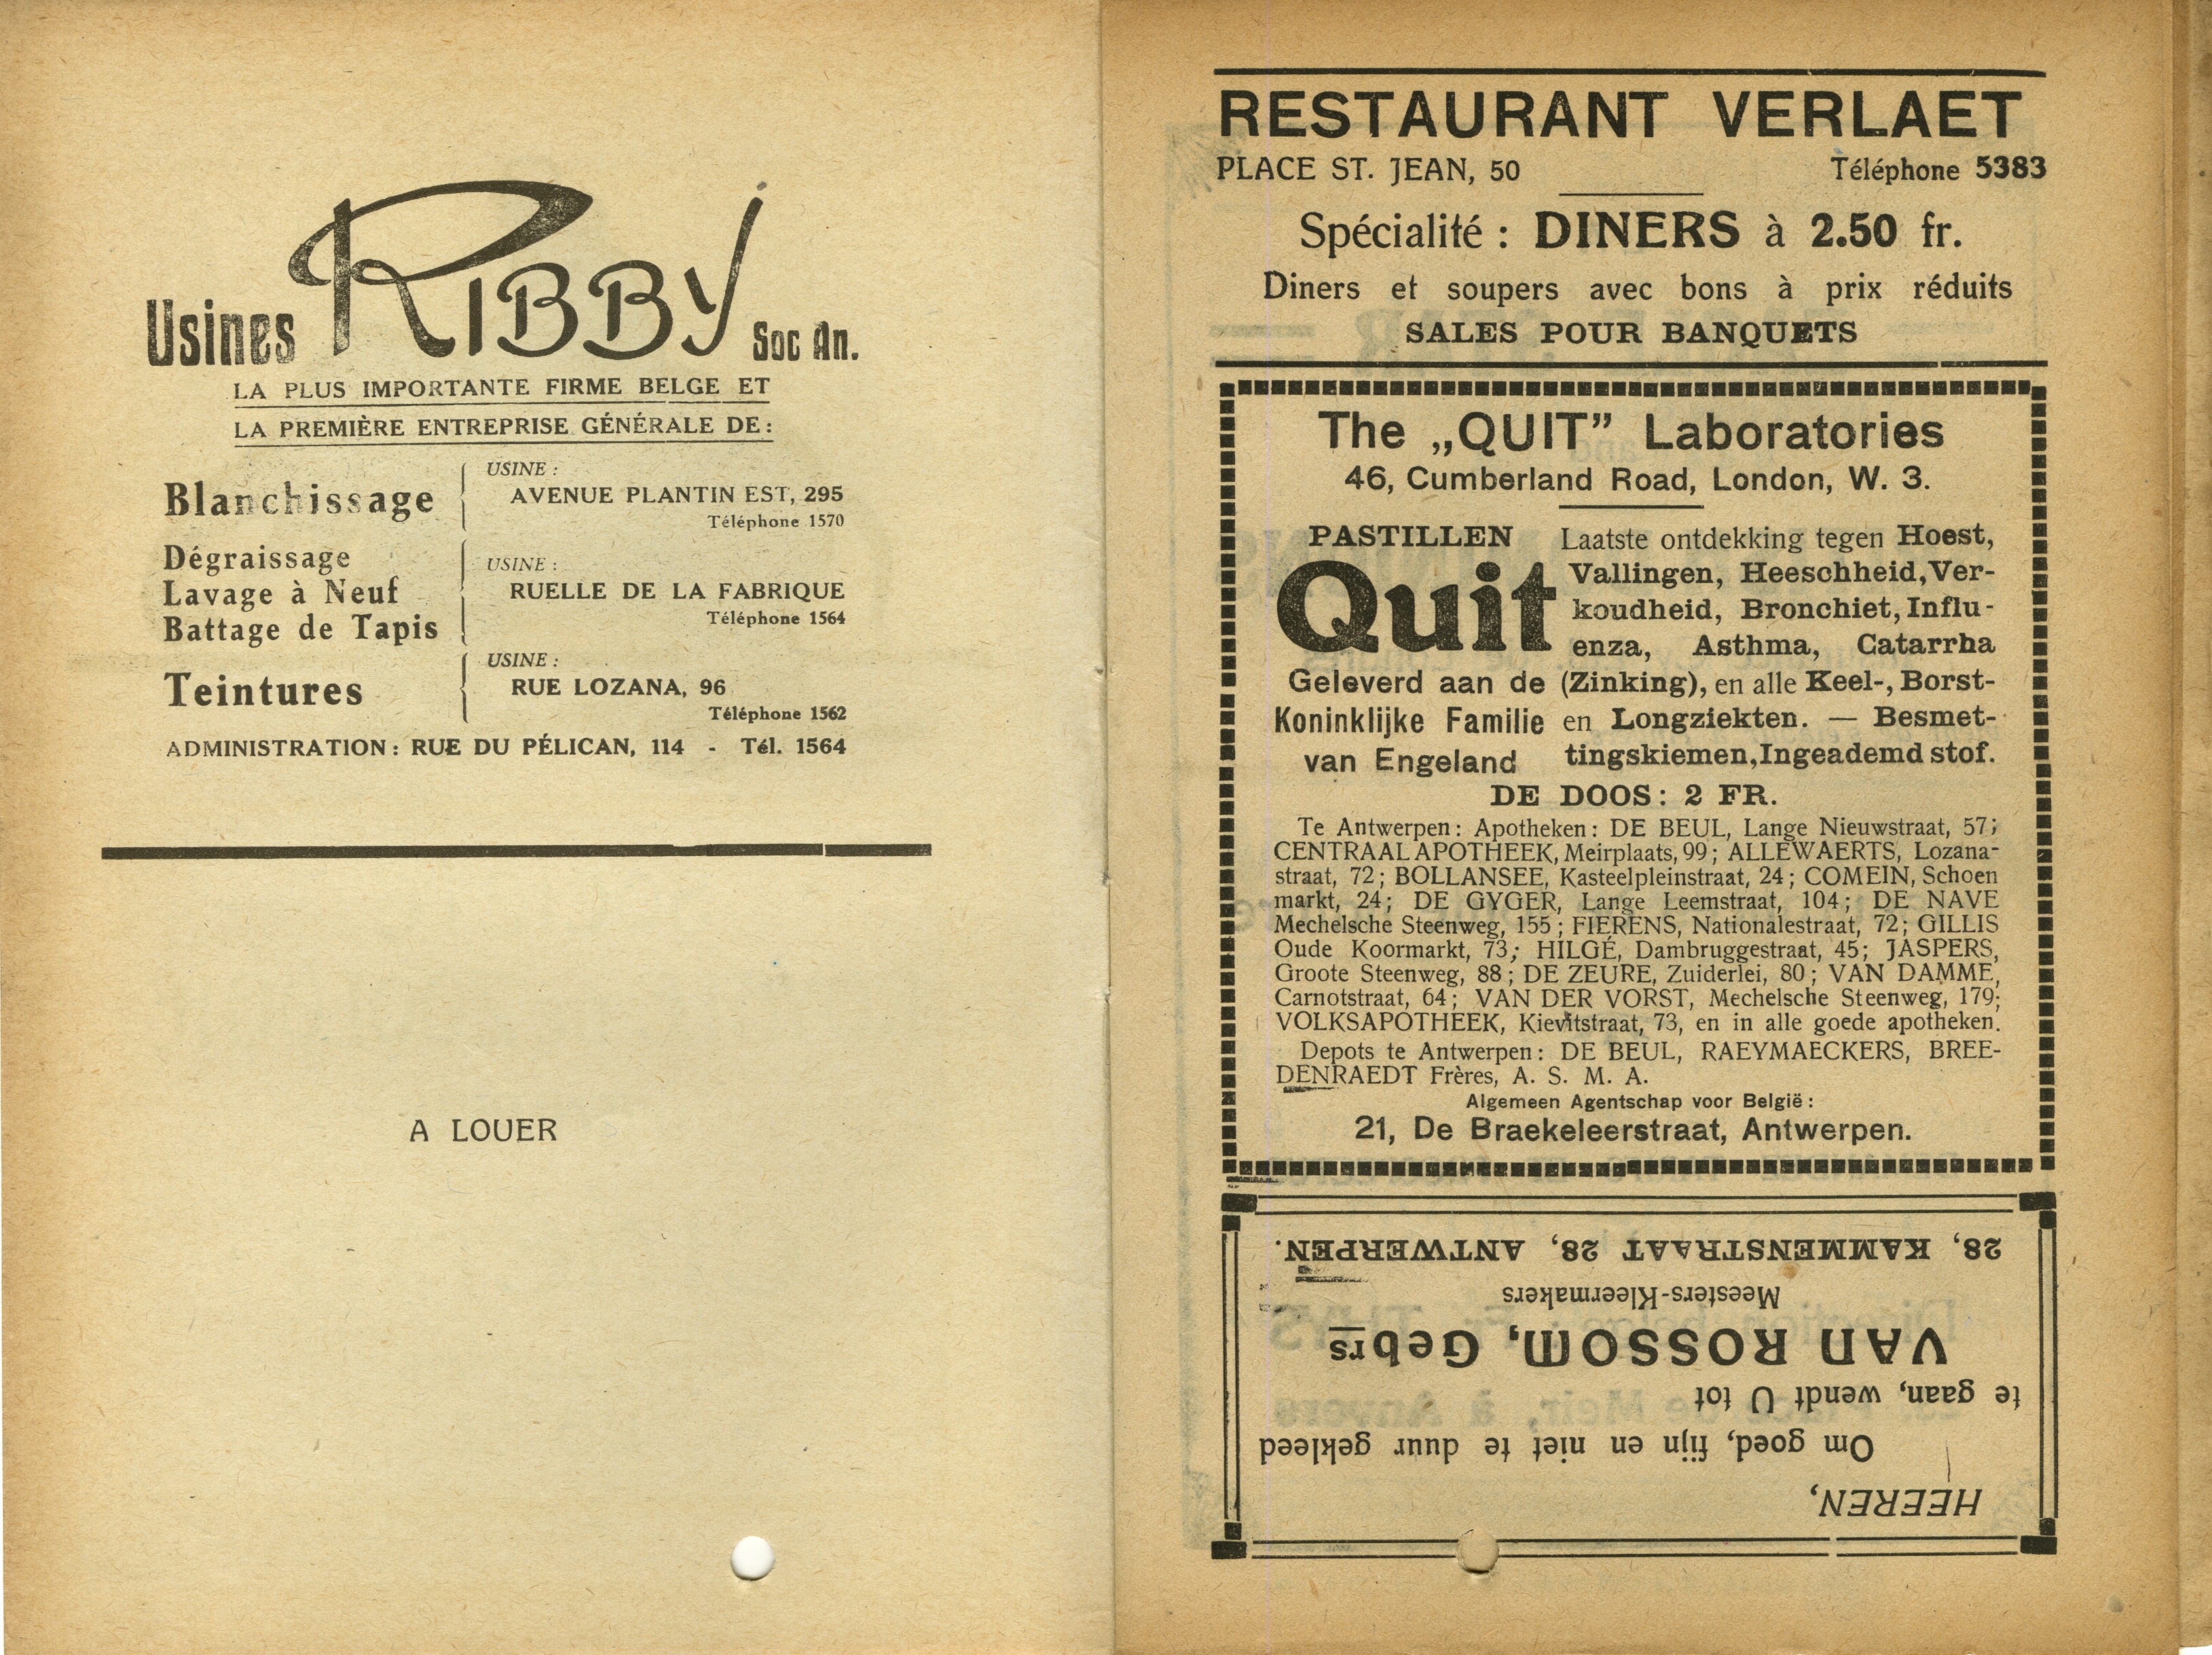 Usines RIBBY Soc An.
LA PLUS IMPORTANTE FIRME BELGE ET
LA PREMIÈRE ENTREPRISE GÉNÉRALE DE:
Blanchissage
USINE:
AVENUE PLANTIN EST, 295
Téléphone 1570
Dégraissage
Lavage à Neuf
Battage de Tapis
USINE:
RUELLE DE LA FABRIQUE
Téléphone 1564
Teintures
USINE:
RUE LOZANA, 96
Téléphone 1562
ADMINISTRATION: RUE DU PÉLICAN, 114 - Tél. 1564
A LOUER
RESTAURANT VERLAET
PLACE ST. JEAN, 50 Téléphone 5383
Spécialité : DINERS à 2.50 fr.
Diners et soupers avec bons à prix réduits
SALES POUR BANQUETS
The „QUIT” Laboratories
46, Cumberland Road, London, W. 3.
PASTILLEN
Quit
Geleverd aan de
Koninklijke Familie
van Engeland
Laatste ontdekking tegen Hoest,
Vallingen, Heeschheid, Ver-
koudheid, Bronchiet, Influ-
enza, Asthma, Catarrha
(Zinking), en alle Keel-, Borst-
en Longziekten. — Besmet-
tingskiemen, Ingeademd stof.
DE DOOS: 2 FR.
Te Antwerpen: Apotheken: DE BEUL, Lange Nieuwstraat, 57;
CENTRAAL APOTHEEK, Meirplaats, 99; ALLEWAERTS, Lozana-
straat, 72; BOLLANSEE, Kasteelpleinstraat, 24; COMEIN, Schoen
markt, 24; DE GYGER, Lange Leemstraat, 104; DE NAVE
Mechelsche Steenweg, 155; FIERENS, Nationalestraat, 72; GILLIS
Oude Koormarkt, 73; HILGÉ, Dambruggestraat, 45; JASPERS,
Groote Steenweg, 88; DE ZEURE, Zuiderlei, 80; VAN DAMME,
Carnotstraat, 64; VAN DER VORST, Mechelsche Steenweg, 179;
VOLKSAPOTHEEK, Kievitstraat, 73, en in alle goede apotheken.
Depots te Antwerpen: DE BEUL, RAEYMAECKERS, BREE-
DENRAEDT Frères, A. S. M. A.
Algemeen Agentschap voor België:
21, De Braekeleerstraat, Antwerpen.
HEEREN,
Om goed, fijn en niet te duur gekleed
te gaan, wendt U tot
VAN ROSSOM, Gebrs
Meesters-Kleermakers
28, KAMMENSTRAAT 28, ANTWERPEN.